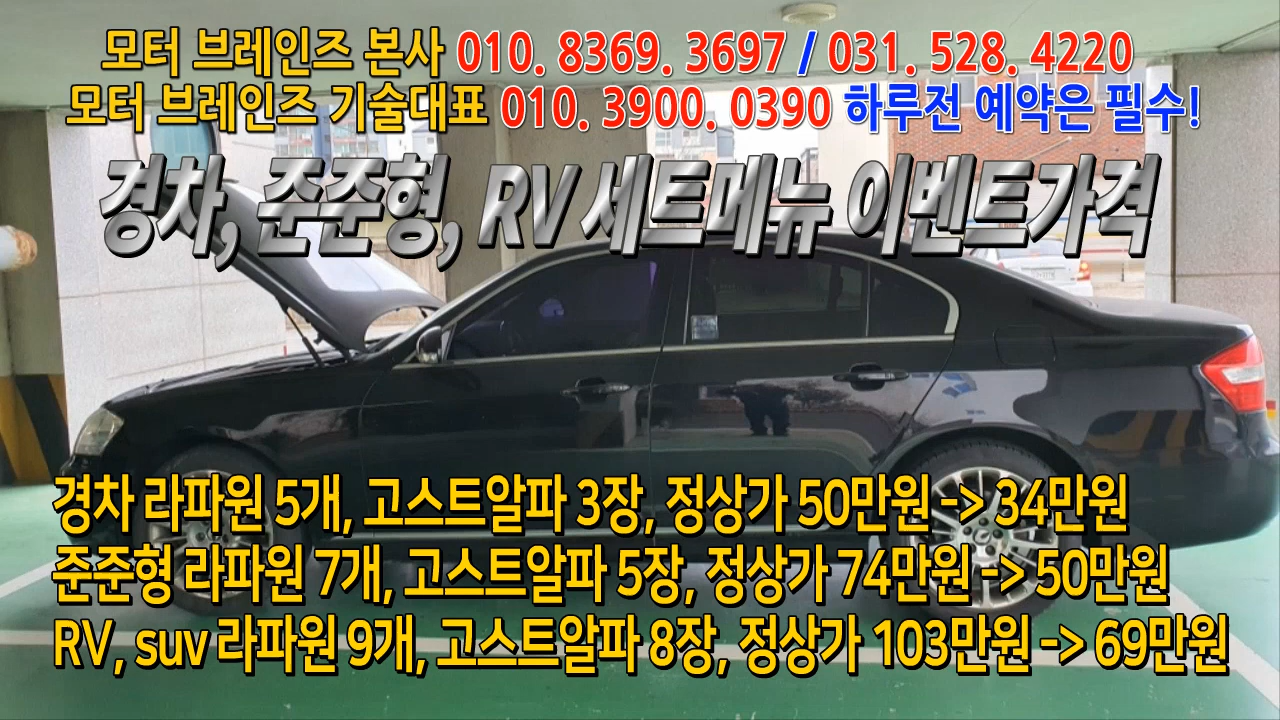 모터 브레인즈 본사 010. 8369. 3697 / 031. 528. 4220
모터 브레인즈 기술대표 010. 3900. 0390 하루전 예약은 필수!
경차, 준준형, RV 세트메뉴 이벤트가격
경차 라파원 5개, 고스트알파 3장, 정상가 50만원 -> 34만원
준준형 라파원 7개, 고스트알파 5장, 정상가 74만원 -> 50만원
RV, suv 라파원 9개, 고스트알파 8장, 정상가 103만원 -> 69만원